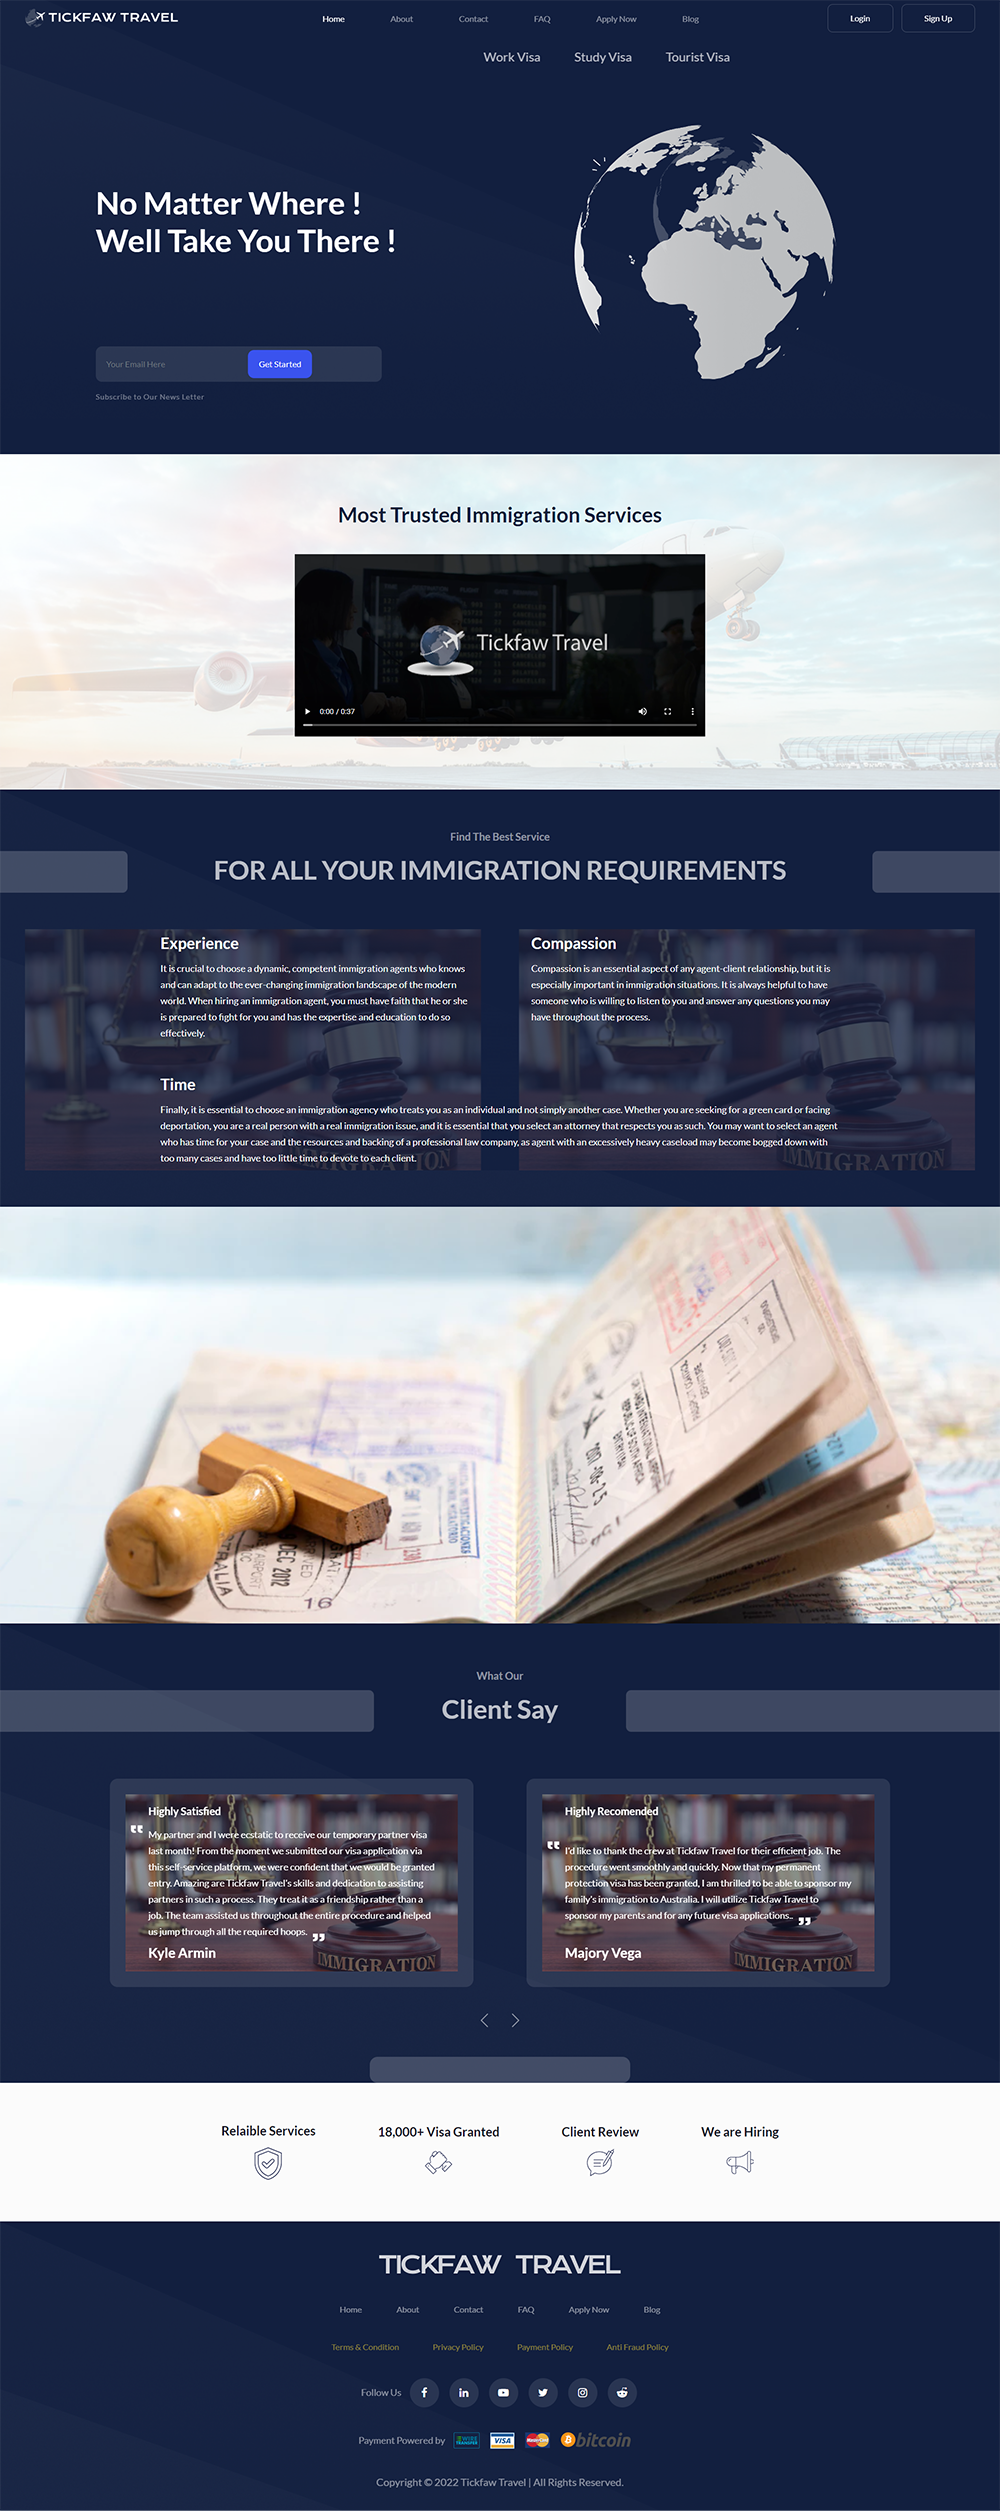 TICKFAW TRAVEL
Home About Contact FAQ Apply Now Blog
Login Sign Up
Work Visa Study Visa Tourist Visa
No Matter Where !
Well Take You There !
Your Email Here
Get Started
Subscribe to Our News Letter
Most Trusted Immigration Services
Tickfaw Travel
0:00 / 0:37
Find The Best Service
FOR ALL YOUR IMMIGRATION REQUIREMENTS
Experience
It is crucial to choose a dynamic, competent immigration agents who knows
and can adapt to the ever-changing immigration landscape of the modern
world. When hiring an immigration agent, you must have faith that he or she
is prepared to fight for you and has the expertise and education to do so
effectively.
Compassion
Compassion is an essential aspect of any agent-client relationship, but it is
especially important in immigration situations. It is always helpful to have
someone who is willing to listen to you and answer any questions you may
have throughout the process.
Time
Finally, it is essential to choose an immigration agency who treats you as an individual and not simply another case. Whether you are seeking for a green card or facing
deportation, you are a real person with a real immigration issue, and it is essential that you select an attorney that respects you as such. You may want to select an agent
who has time for your case and the resources and backing of a professional law company, as agent with an excessively heavy caseload may become bogged down with
too many cases and have too little time to devote to each client.
IMMIGRATION
IMMIGRATION
DEC 2012
16
What Our
Client Say
Highly Satisfied
My partner and I were ecstatic to receive our temporary partner visa
last month! From the moment we submitted our visa application via
this self-service platform, we were confident that we would be granted
entry. Amazing are Tickfaw Travel's skills and dedication to assisting
partners in such a process. They treat it as a friendship rather than a
job. The team assisted us throughout the entire procedure and helped
us jump through all the required hoops.
Kyle Armin
IMMIGRATION
Highly Recomended
I'd like to thank the crew at Tickfaw Travel for their efficient job. The
procedure went smoothly and quickly. Now that my permanent
protection visa has been granted, I am thrilled to be able to sponsor my
family's immigration to Australia. I will utilize Tickfaw Travel to
sponsor my parents and for any future visa applications..
Majory Vega
IMMIGRATION
Relaible Services 18,000+ Visa Granted Client Review We are Hiring
TICKFAW TRAVEL
Home About Contact FAQ Apply Now Blog
Terms & Condition Privacy Policy Payment Policy Anti Fraud Policy
Follow Us
Payment Powered by WIRE TRANSFER VISA MasterCard bitcoin
Copyright © 2022 Tickfaw Travel | All Rights Reserved.